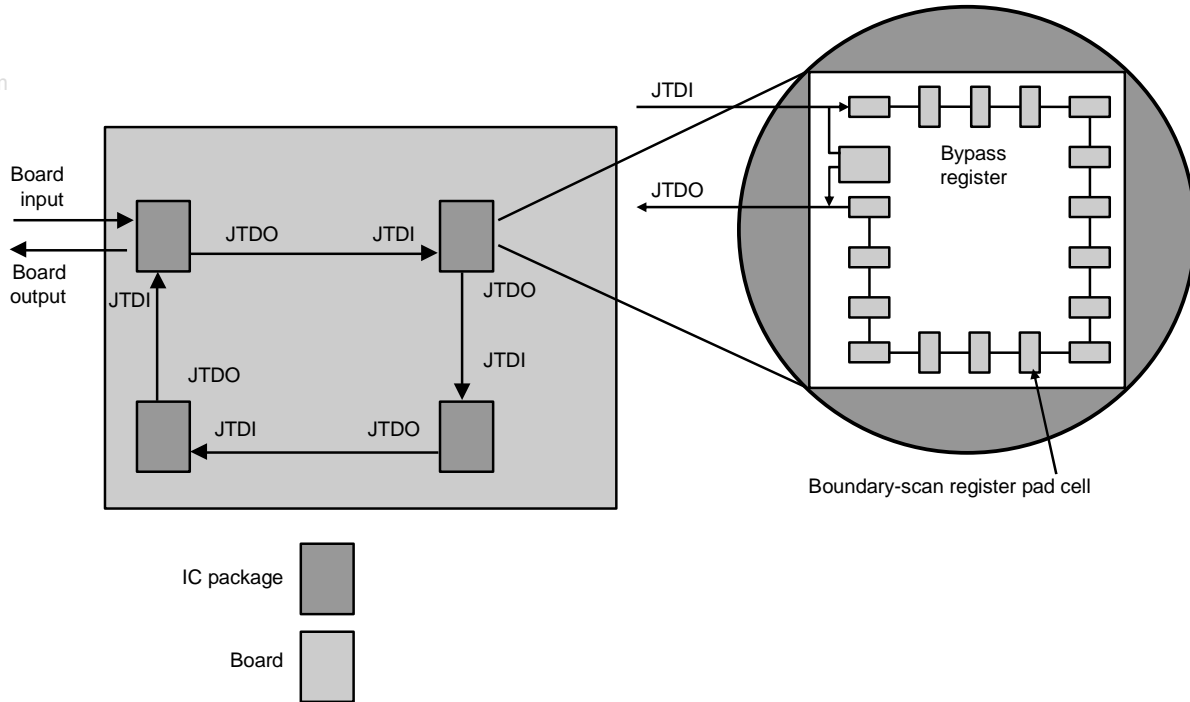 JTDI
Bypass
register
JTDO
Board
input
JTDO
JTDI
Board
output
JTDI
JTDO
JTDI
JTDO
JTDI
JTDO
Boundary-scan register pad cell
IC package
Board